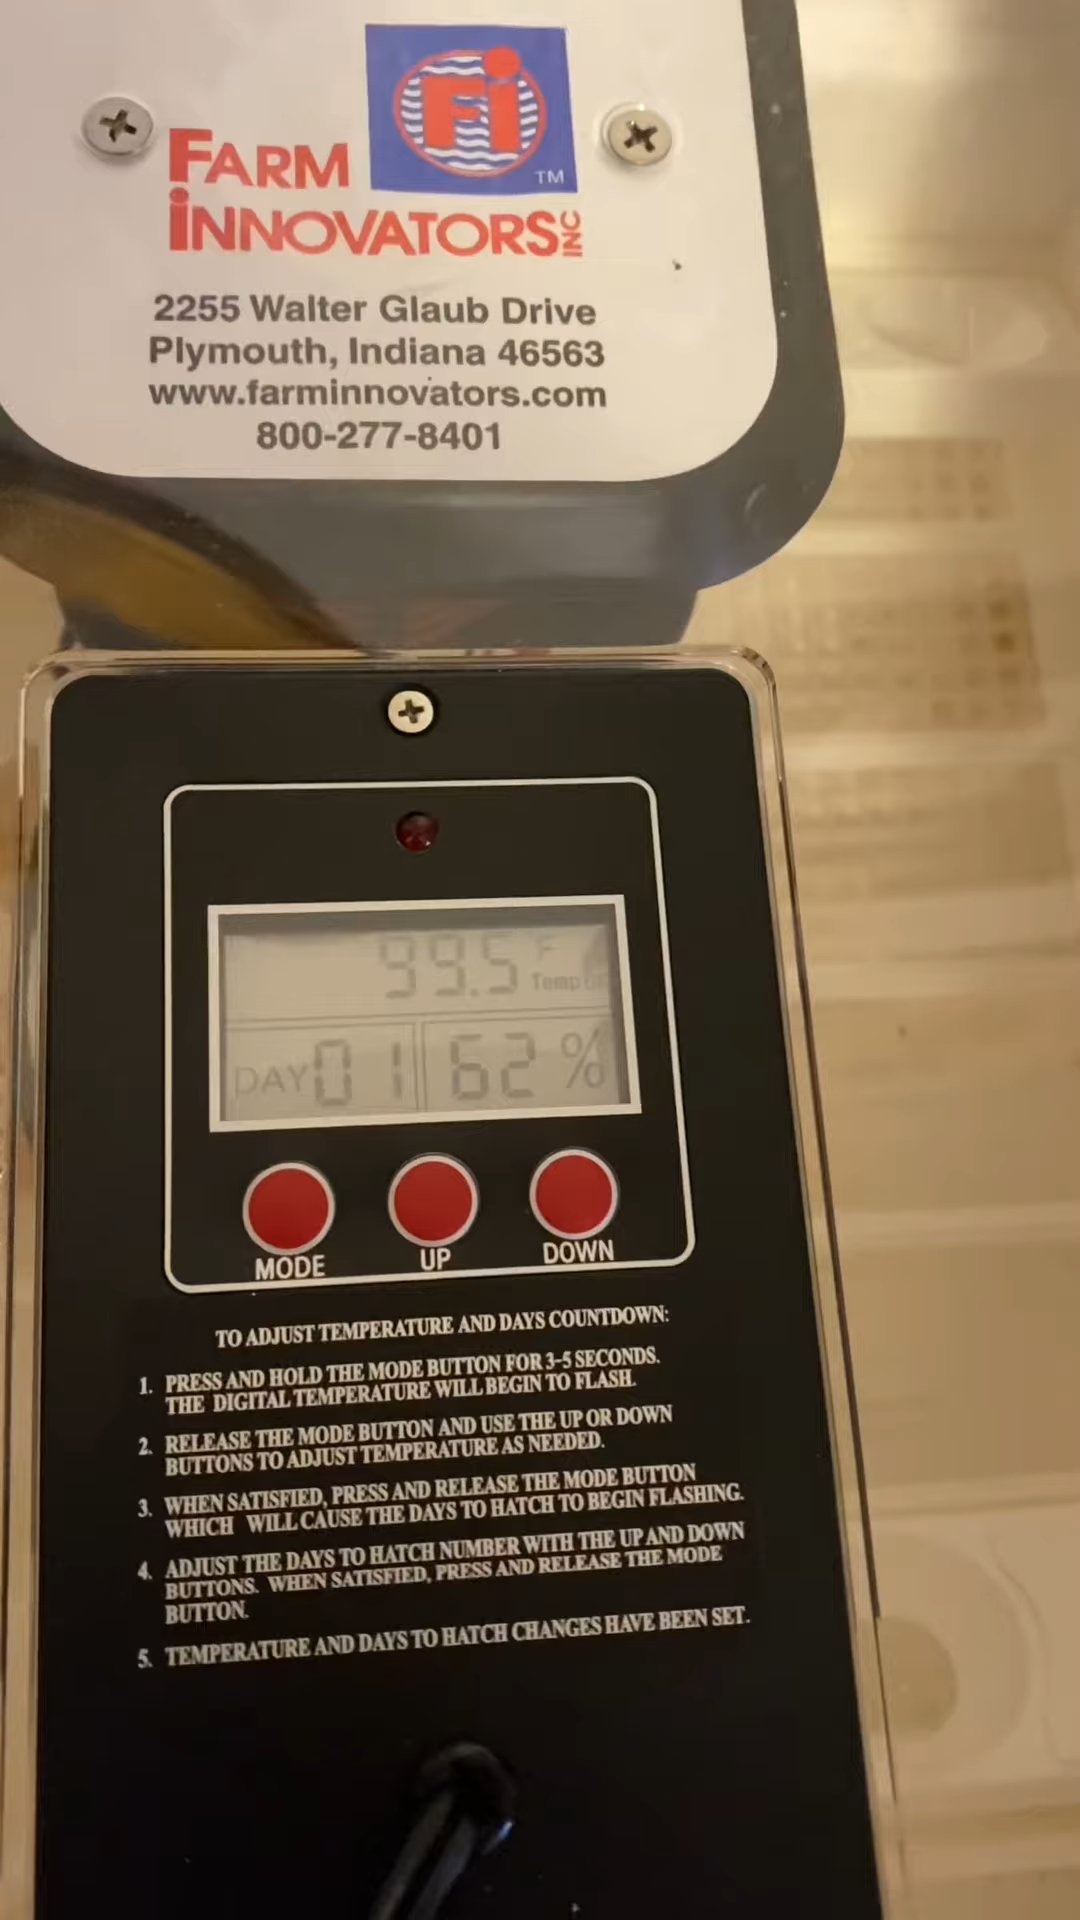 Fi
TM
FARM
INNOVATORS INC
2255 Walter Glaub Drive
Plymouth, Indiana 46563
www.farminnovators.com
800-277-8401
99.5 F
Temp
DAY 01 62 %
MODE UP DOWN
TO ADJUST TEMPERATURE AND DAYS COUNTDOWN:
1. PRESS AND HOLD THE MODE BUTTON FOR 3-5 SECONDS.
THE DIGITAL TEMPERATURE WILL BEGIN TO FLASH.
2. RELEASE THE MODE BUTTON AND USE THE UP OR DOWN
BUTTONS TO ADJUST TEMPERATURE AS NEEDED.
3. WHEN SATISFIED, PRESS AND RELEASE THE MODE BUTTON
WHICH WILL CAUSE THE DAYS TO HATCH TO BEGIN FLASHING.
4. ADJUST THE DAYS TO HATCH NUMBER WITH THE UP AND DOWN
BUTTONS. WHEN SATISFIED, PRESS AND RELEASE THE MODE
BUTTON.
5. TEMPERATURE AND DAYS TO HATCH CHANGES HAVE BEEN SET.